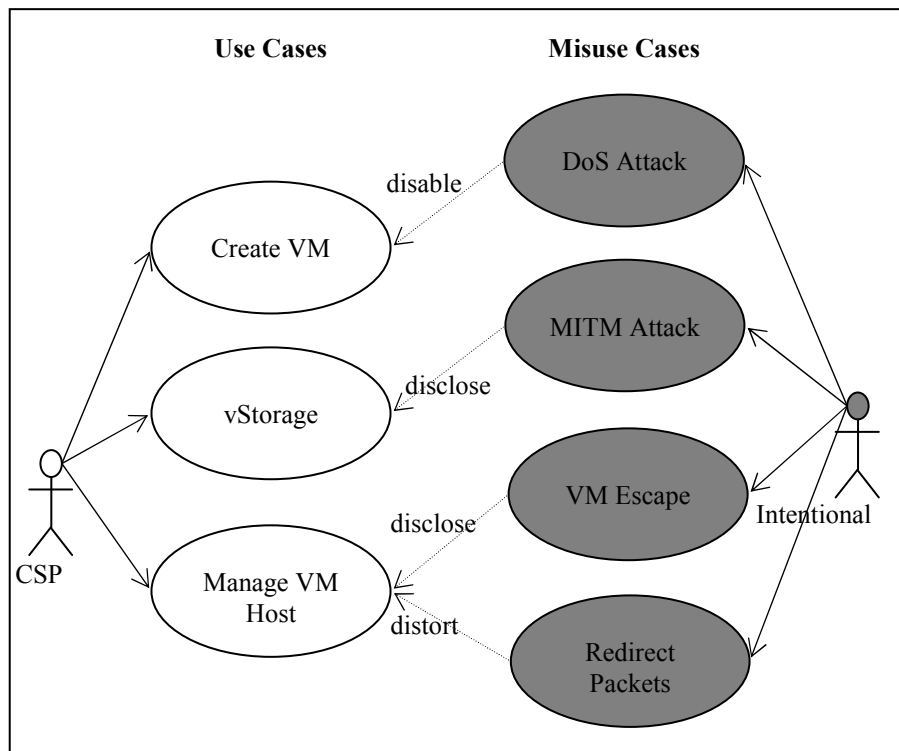 Use Cases
Misuse Cases
DoS Attack
disable
Create VM
MITM Attack
disclose
vStorage
VM Escape
Intentional
disclose
CSP
Manage VM
Host
distort
Redirect
Packets